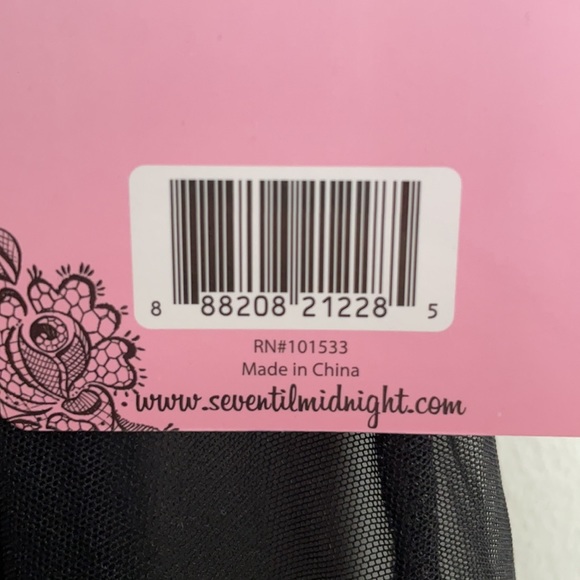 8 88208 21228 5
RN#101533
Made in China
www.seventilmidnight.com